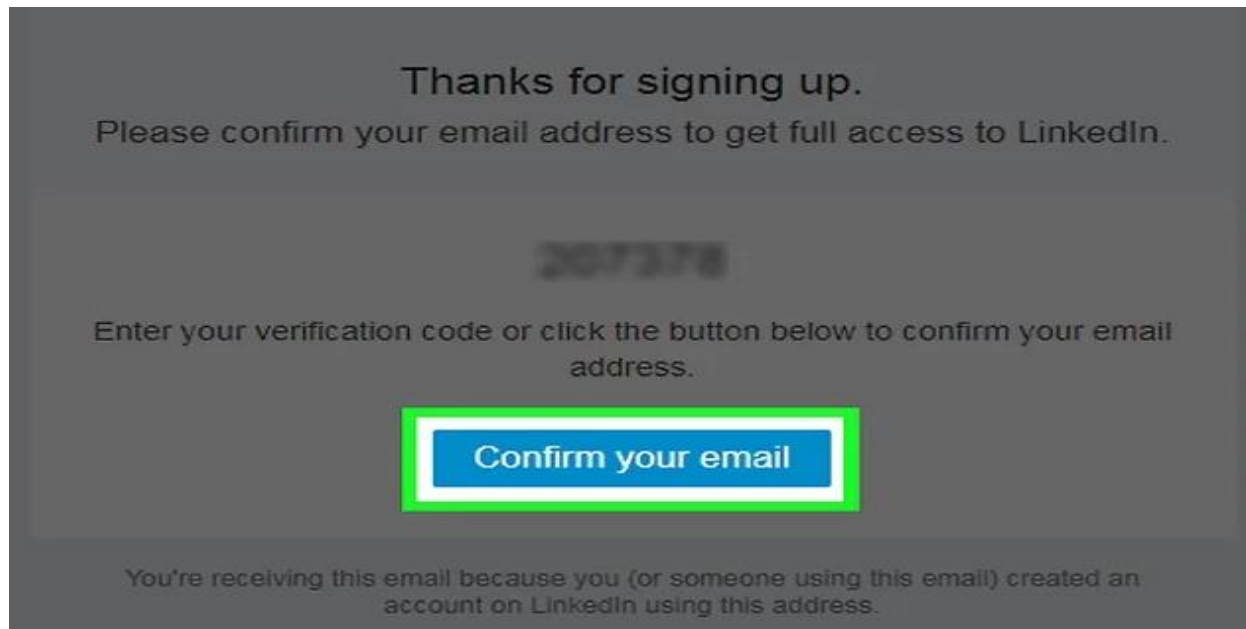 Thanks for signing up.
Please confirm your email address to get full access to LinkedIn.
Enter your verification code or click the button below to confirm your email
address.
Confirm your email
You're receiving this email because you (or someone using this email) created an
account on LinkedIn using this address.